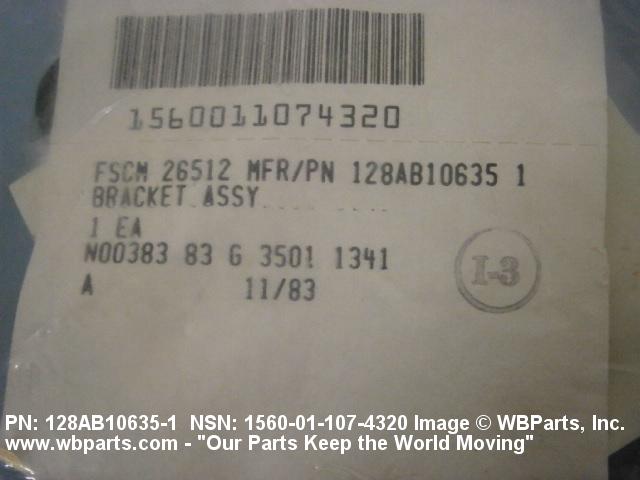 1560011074320
FSCM 26512 MFR/PN 128AB10635 1
BRACKET ASSY
1 EA
N00383 83 G 3501 1341
A 11/83
I-3
PN: 128AB10635-1 NSN: 1560-01-107-4320 Image © WBParts, Inc.
www.wbparts.com - "Our Parts Keep the World Moving"